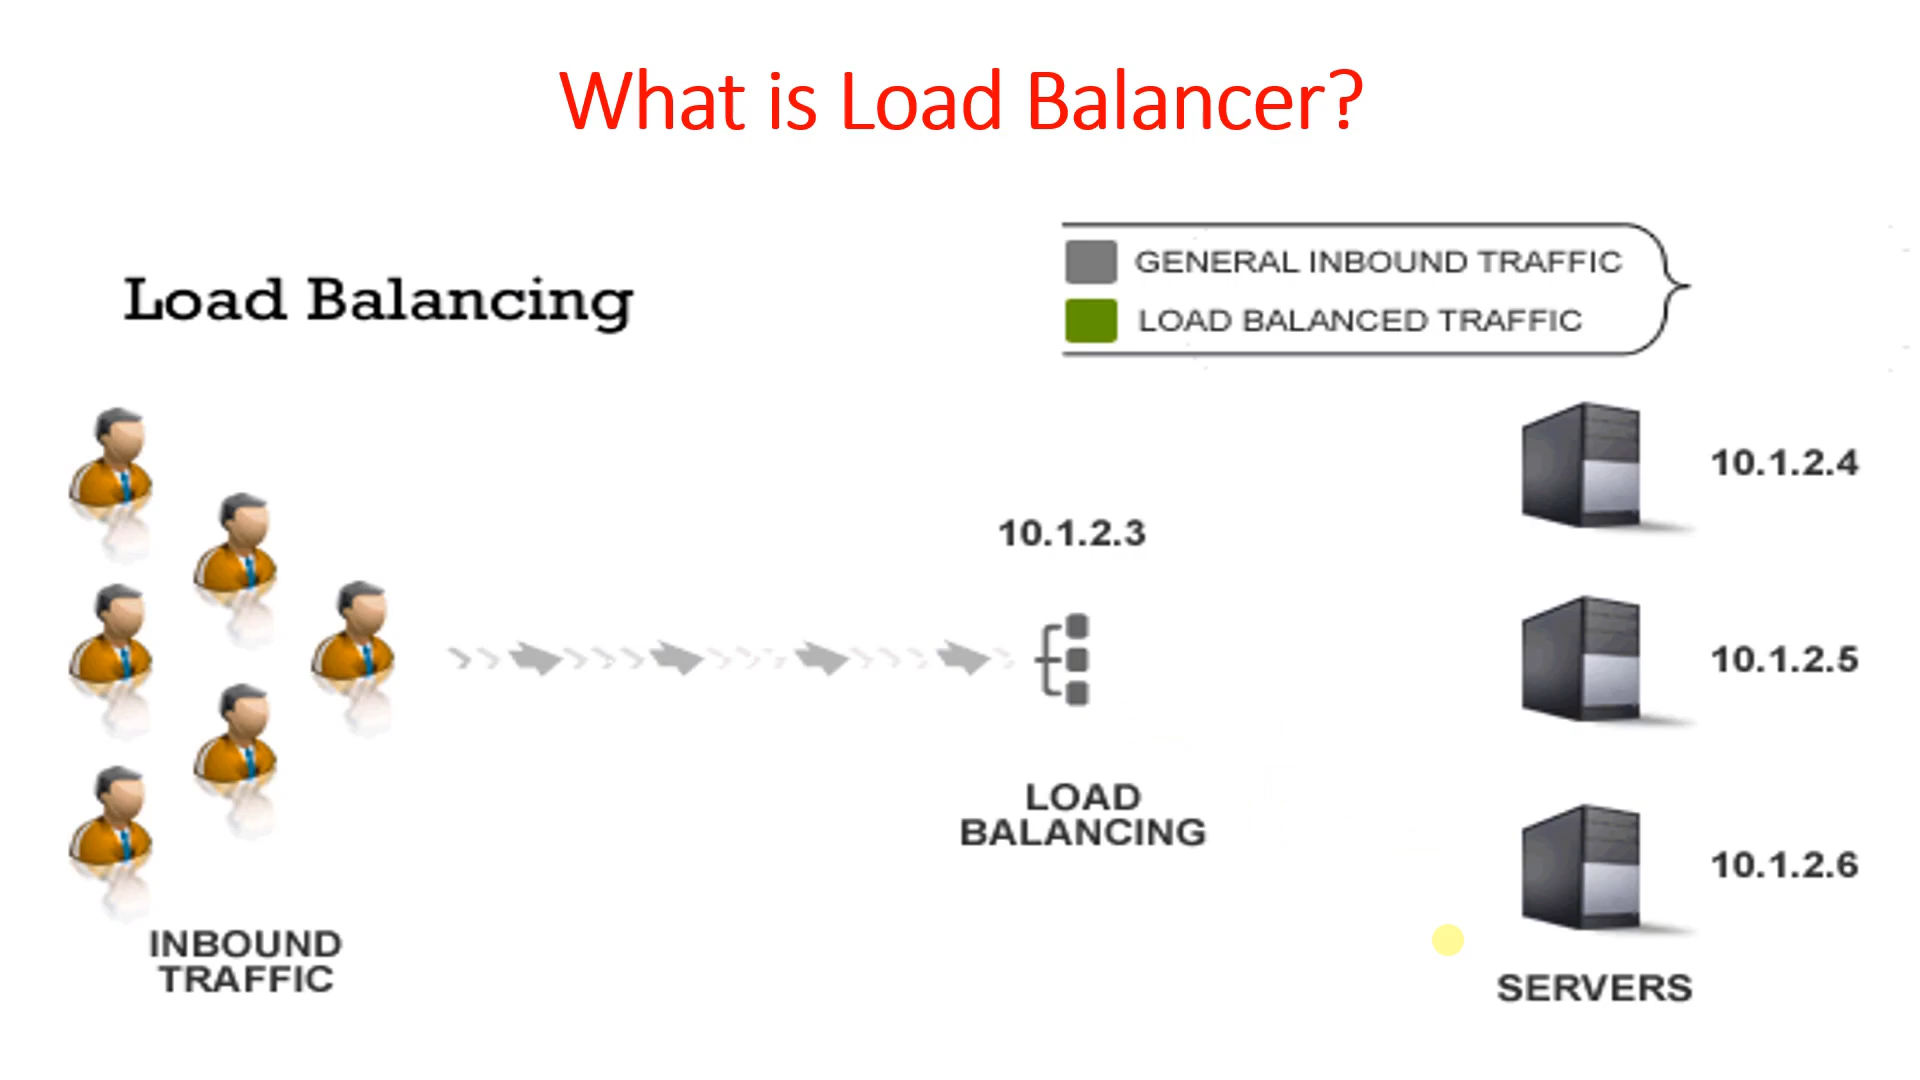 What is Load Balancer?
Load Balancing
GENERAL INBOUND TRAFFIC
LOAD BALANCED TRAFFIC
10.1.2.4
10.1.2.3
10.1.2.5
LOAD
BALANCING
10.1.2.6
INBOUND
TRAFFIC
SERVERS